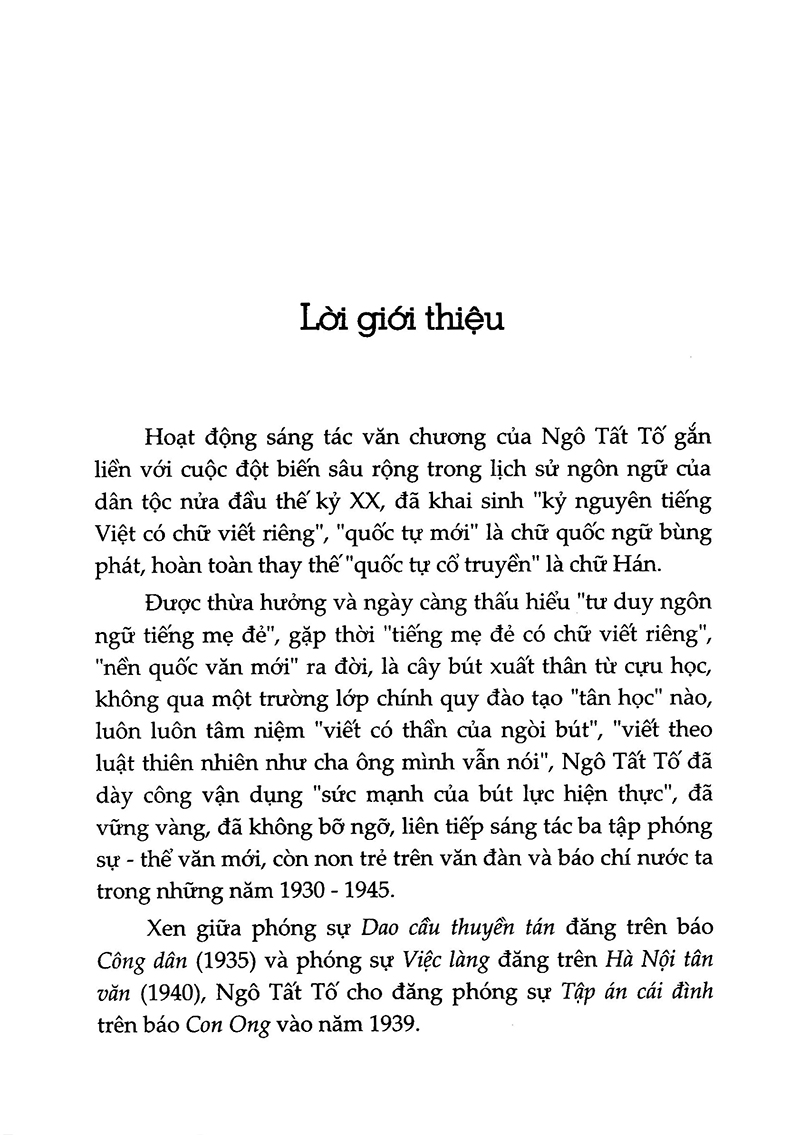 Lời giới thiệu
Hoạt động sáng tác văn chương của Ngô Tất Tố gắn
liền với cuộc đột biến sâu rộng trong lịch sử ngôn ngữ của
dân tộc nửa đầu thế kỷ XX, đã khai sinh "kỷ nguyên tiếng
Việt có chữ viết riêng", "quốc tự mới" là chữ quốc ngữ bùng
phát, hoàn toàn thay thế "quốc tự cổ truyền" là chữ Hán.
Được thừa hưởng và ngày càng thấu hiểu "tư duy ngôn
ngữ tiếng mẹ đẻ", gặp thời "tiếng mẹ đẻ có chữ viết riêng",
"nền quốc văn mới" ra đời, là cây bút xuất thân từ cựu học,
không qua một trường lớp chính quy đào tạo "tân học" nào,
luôn luôn tâm niệm "viết có thần của ngòi bút", "viết theo
luật thiên nhiên như cha ông mình vẫn nói", Ngô Tất Tố đã
dày công vận dụng "sức mạnh của bút lực hiện thực", đã
vững vàng, đã không bỡ ngỡ, liên tiếp sáng tác ba tập phóng
sự - thể văn mới, còn non trẻ trên văn đàn và báo chí nước ta
trong những năm 1930 - 1945.
Xen giữa phóng sự Dao cầu thuyền tán đăng trên báo
Công dân (1935) và phóng sự Việc làng đăng trên Hà Nội tân
văn (1940), Ngô Tất Tố cho đăng phóng sự Tập án cái đình
trên báo Con Ong vào năm 1939.